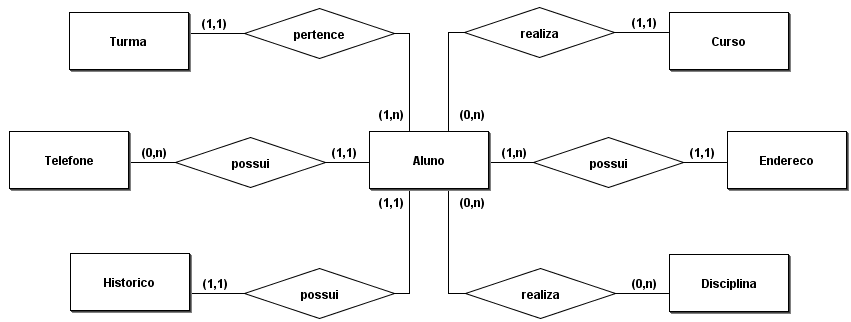 (1,1)
(1,1)
Turma
pertence
realiza
Curso
(1,n)
(0,n)
(0,n)
(1,1)
(1,n)
(1,1)
Telefone
possui
Aluno
possui
Endereco
(1,1)
(0,n)
Historico
(1,1)
possui
realiza
(0,n)
Disciplina